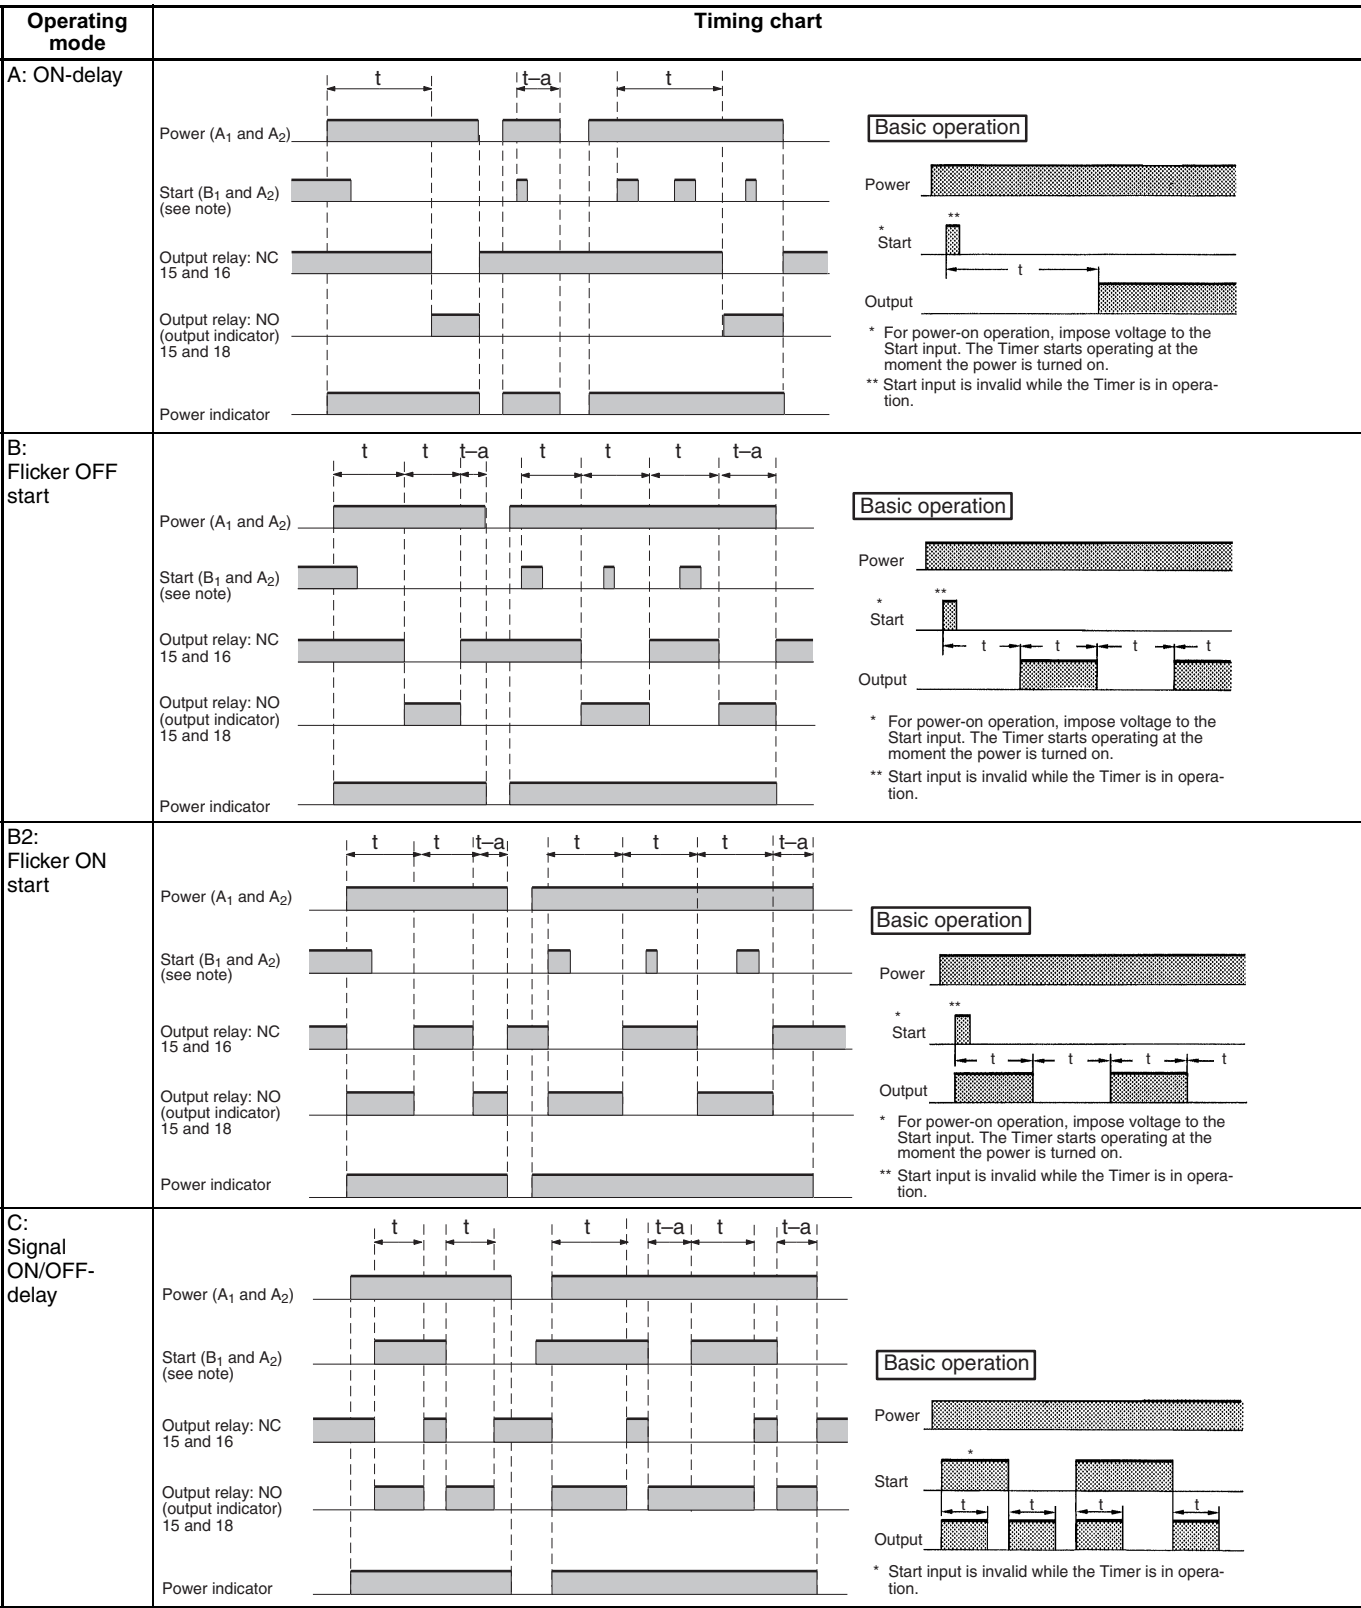 Operating mode
Timing chart
A: ON-delay
t
t–a
t
Power (A1 and A2)
Start (B1 and A2)
(see note)
Output relay: NC
15 and 16
Output relay: NO
(output indicator)
15 and 18
Power indicator
Basic operation
Power
**
*
Start
t
Output
* For power-on operation, impose voltage to the
Start input. The Timer starts operating at the
moment the power is turned on.
** Start input is invalid while the Timer is in opera-
tion.
B:
Flicker OFF
start
t
t
t–a
t
t
t
t–a
Power (A1 and A2)
Start (B1 and A2)
(see note)
Output relay: NC
15 and 16
Output relay: NO
(output indicator)
15 and 18
Power indicator
Basic operation
Power
**
*
Start
t
t
t
t
Output
* For power-on operation, impose voltage to the
Start input. The Timer starts operating at the
moment the power is turned on.
** Start input is invalid while the Timer is in opera-
tion.
B2:
Flicker ON
start
t
t
t–a
t
t
t
t–a
Power (A1 and A2)
Start (B1 and A2)
(see note)
Output relay: NC
15 and 16
Output relay: NO
(output indicator)
15 and 18
Power indicator
Basic operation
Power
**
*
Start
t
t
t
t
Output
* For power-on operation, impose voltage to the
Start input. The Timer starts operating at the
moment the power is turned on.
** Start input is invalid while the Timer is in opera-
tion.
C:
Signal
ON/OFF-
delay
t
t
t
t–a
t
t–a
Power (A1 and A2)
Start (B1 and A2)
(see note)
Output relay: NC
15 and 16
Output relay: NO
(output indicator)
15 and 18
Power indicator
Basic operation
Power
*
Start
t
t
t
t
Output
* Start input is invalid while the Timer is in opera-
tion.